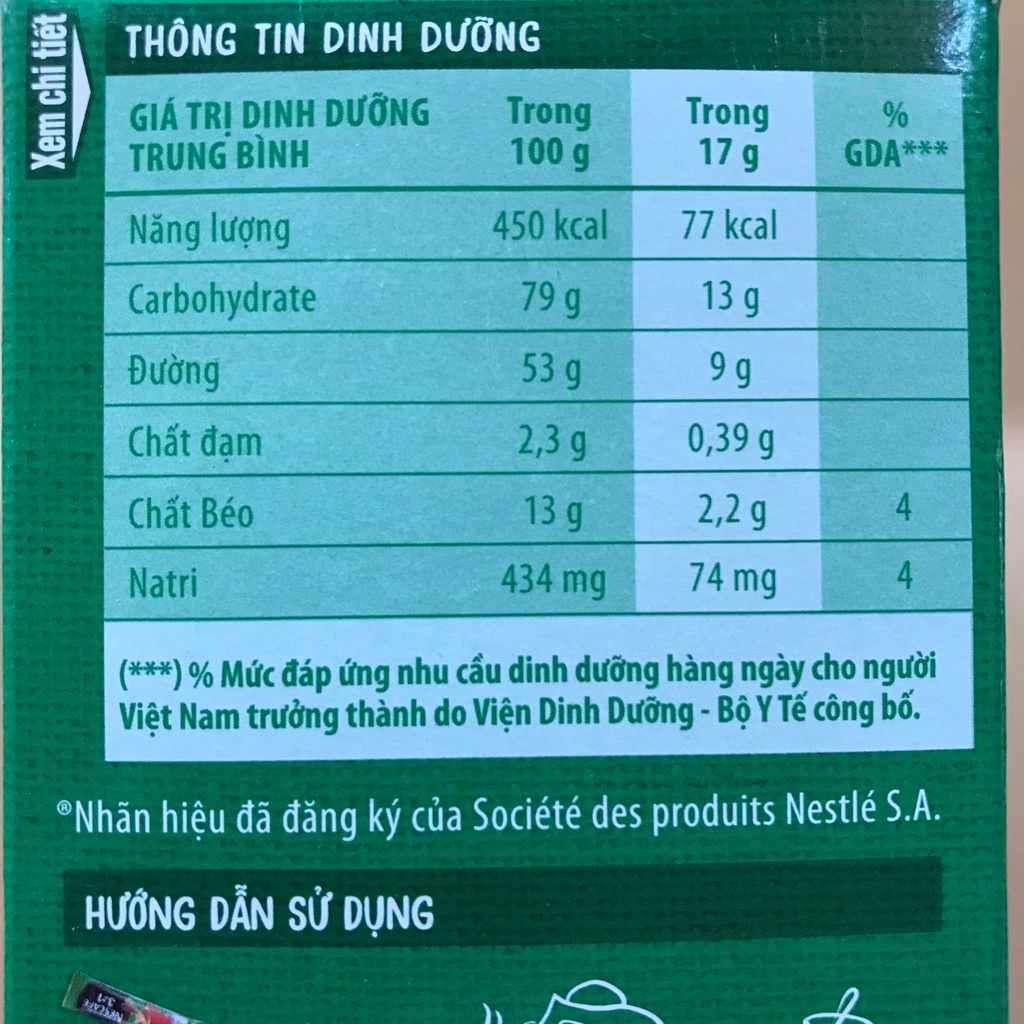 Xem chi tiết
THÔNG TIN DINH DƯỠNG
GIÁ TRỊ DINH DƯỠNG TRUNG BÌNH Trong 100 g Trong 17 g % GDA***
Năng lượng 450 kcal 77 kcal
Carbohydrate 79 g 13 g
Đường 53 g 9 g
Chất đạm 2,3 g 0,39 g
Chất Béo 13 g 2,2 g 4
Natri 434 mg 74 mg 4
(***) % Mức đáp ứng nhu cầu dinh dưỡng hàng ngày cho người
Việt Nam trưởng thành do Viện Dinh Dưỡng - Bộ Y Tế công bố.
®Nhãn hiệu đã đăng ký của Société des produits Nestlé S.A.
HƯỚNG DẪN SỬ DỤNG
NESCAFÉ
3in1